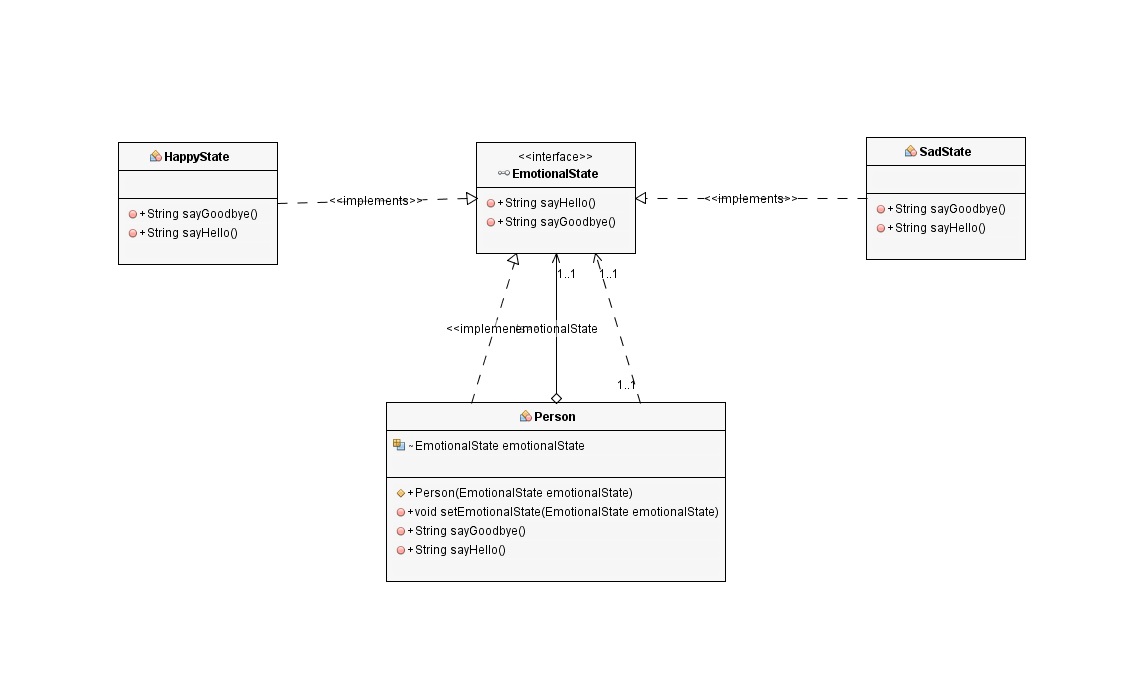 HappyState
+String sayGoodbye()
+String sayHello()
<<implements>>
<<interface>>
EmotionalState
+String sayHello()
+String sayGoodbye()
<<implements>>
SadState
+String sayGoodbye()
+String sayHello()
1..1
1..1
<<implements>>
emotionalState
1..1
Person
~EmotionalState emotionalState
+Person(EmotionalState emotionalState)
+void setEmotionalState(EmotionalState emotionalState)
+String sayGoodbye()
+String sayHello()